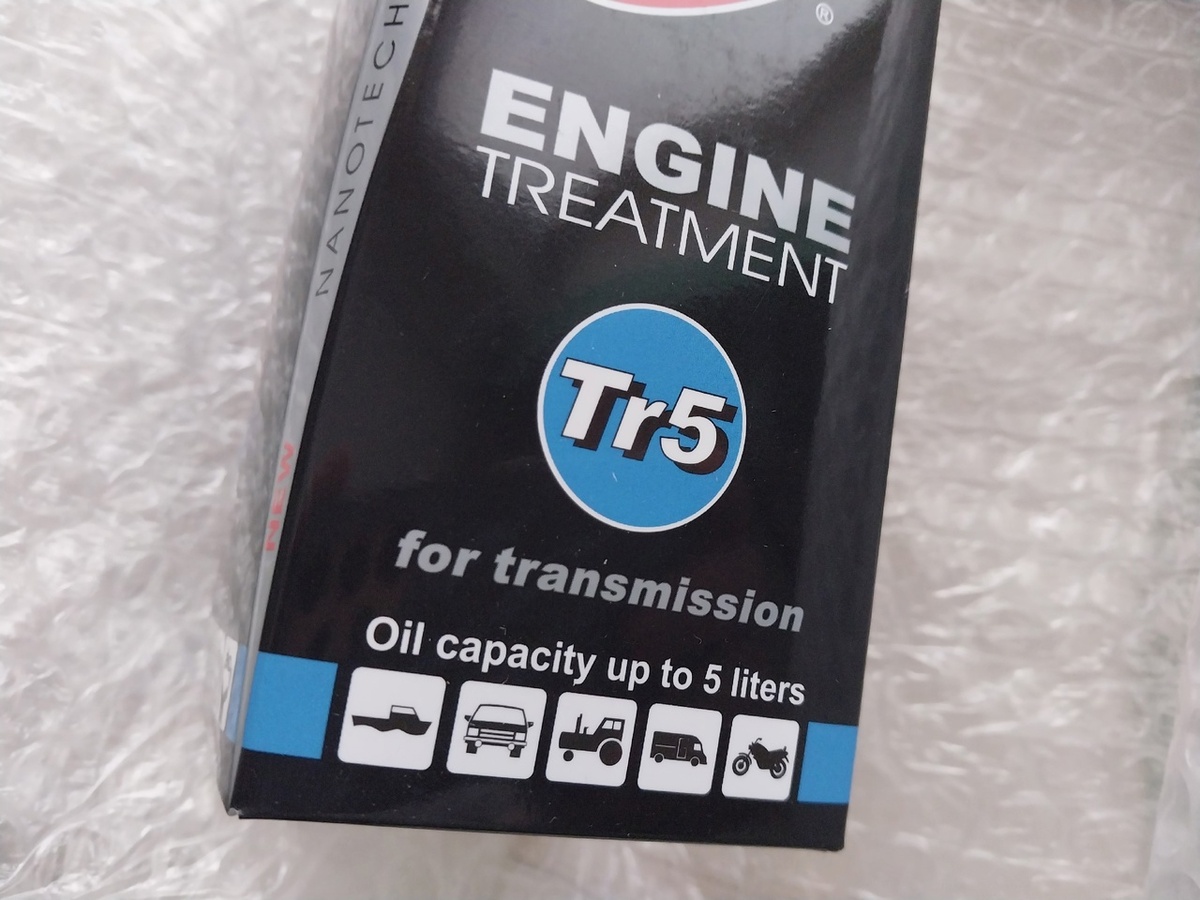 ®
ENGINE
TREATMENT
Tr5
for transmission
Oil capacity up to 5 liters
NANOTECH
NEW